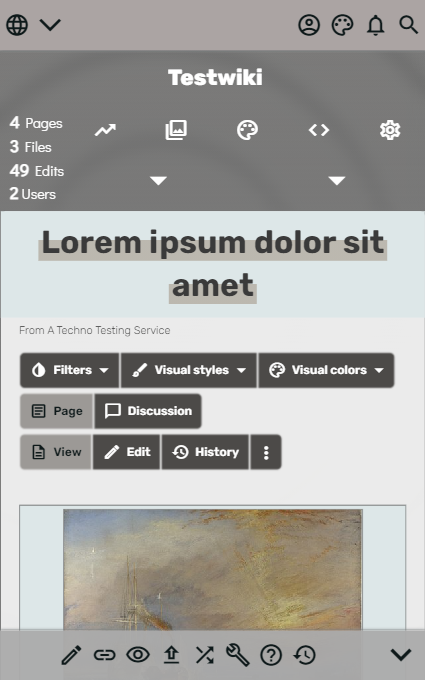 Testwiki
4 Pages
3 Files
49 Edits
2 Users
Lorem ipsum dolor sit
amet
From A Techno Testing Service
Filters Visual styles Visual colors
Page Discussion
View Edit History